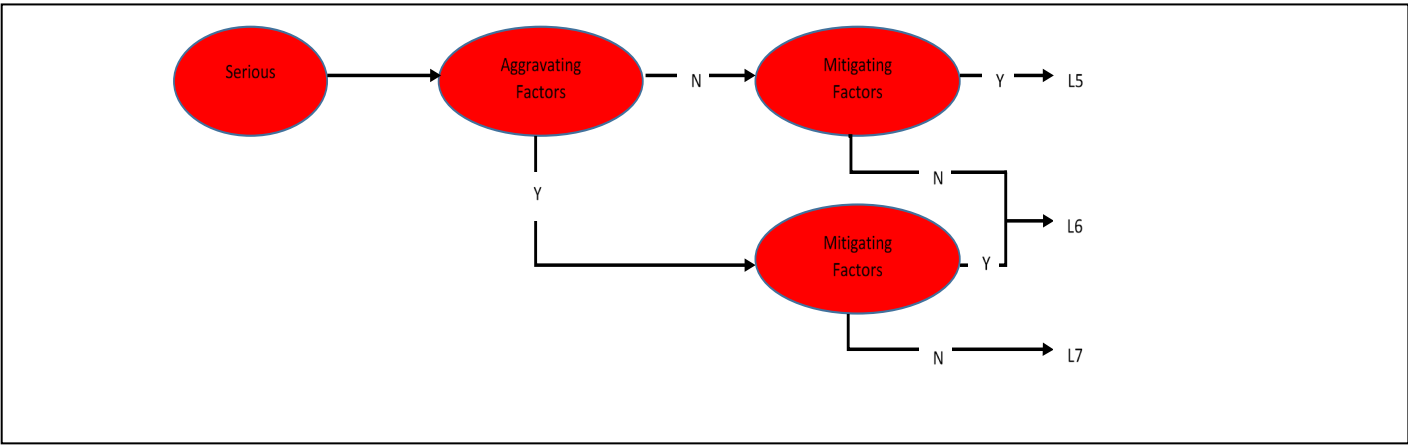 Serious
Aggravating
Factors
N
Mitigating
Factors
Y
L5
Y
N
L6
Mitigating
Factors
Y
N
L7